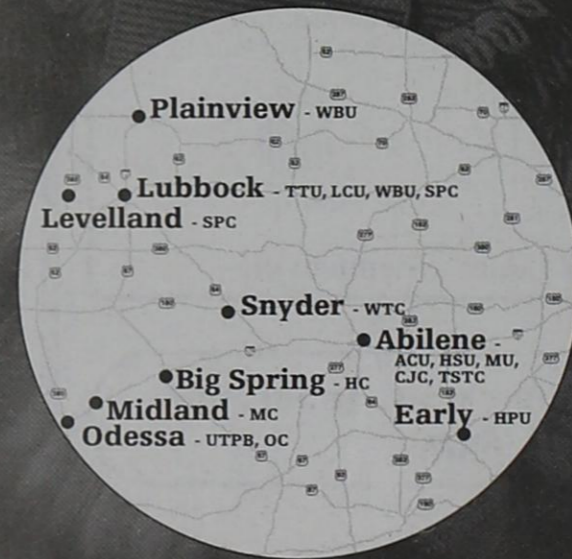 Plainview - WBU
Lubbock - TTU, LCU, WBU, SPC
Levelland - SPC
Snyder - WTC
Abilene -
ACU, HSU, MU,
CJC, TSTC
Big Spring - HC
Midland - MC
Early - HPU
Odessa - UTPB, OC